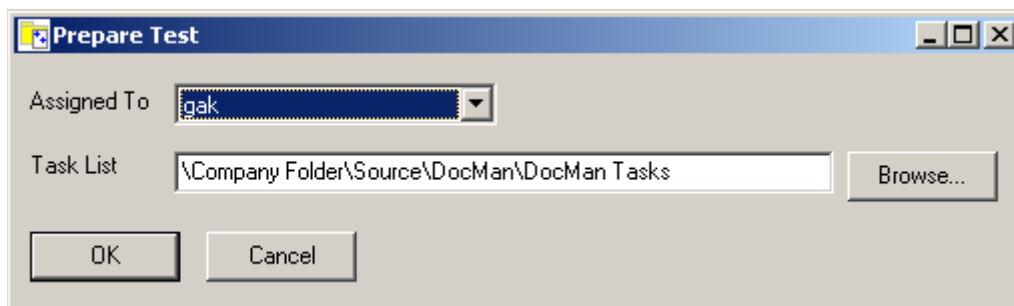 Prepare Test
Assigned To gak
Task List \Company Folder\Source\DocMan\DocMan Tasks Browse...
OK Cancel